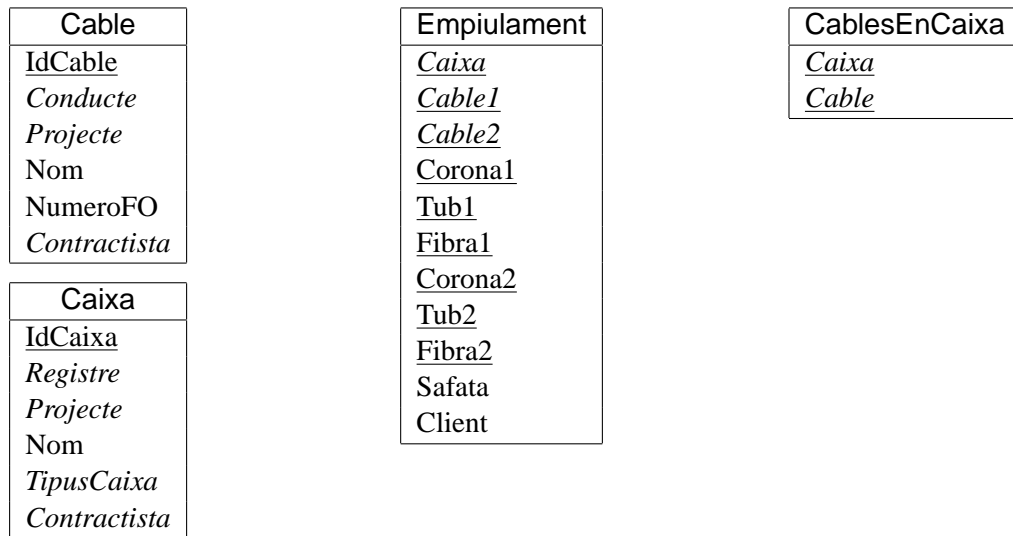 Cable
IdCable
Conducte
Projecte
Nom
NumeroFO
Contractista
Caixa
IdCaixa
Registre
Projecte
Nom
TipusCaixa
Contractista
Empiulament
Caixa
Cable1
Cable2
Corona1
Tub1
Fibra1
Corona2
Tub2
Fibra2
Safata
Client
CablesEnCaixa
Caixa
Cable